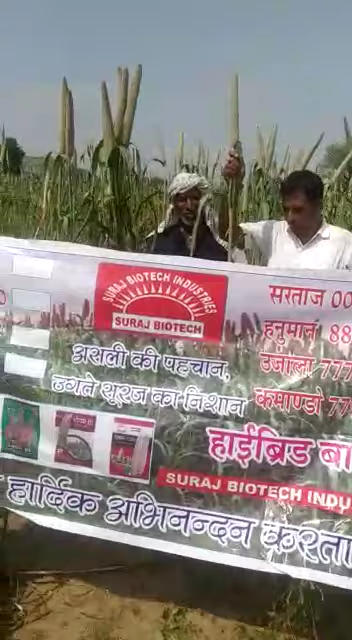 SURAJ BIOTECH INDUSTRIES
SURAJ BIOTECH
असली की पहचान,
उगते सूरज का निशान
सरताज 00
हनुमान 88
उजाला 777
कमाण्डो 777
हाईब्रिड बा
SURAJ BIOTECH INDU
हार्दिक अभिनन्दन करता